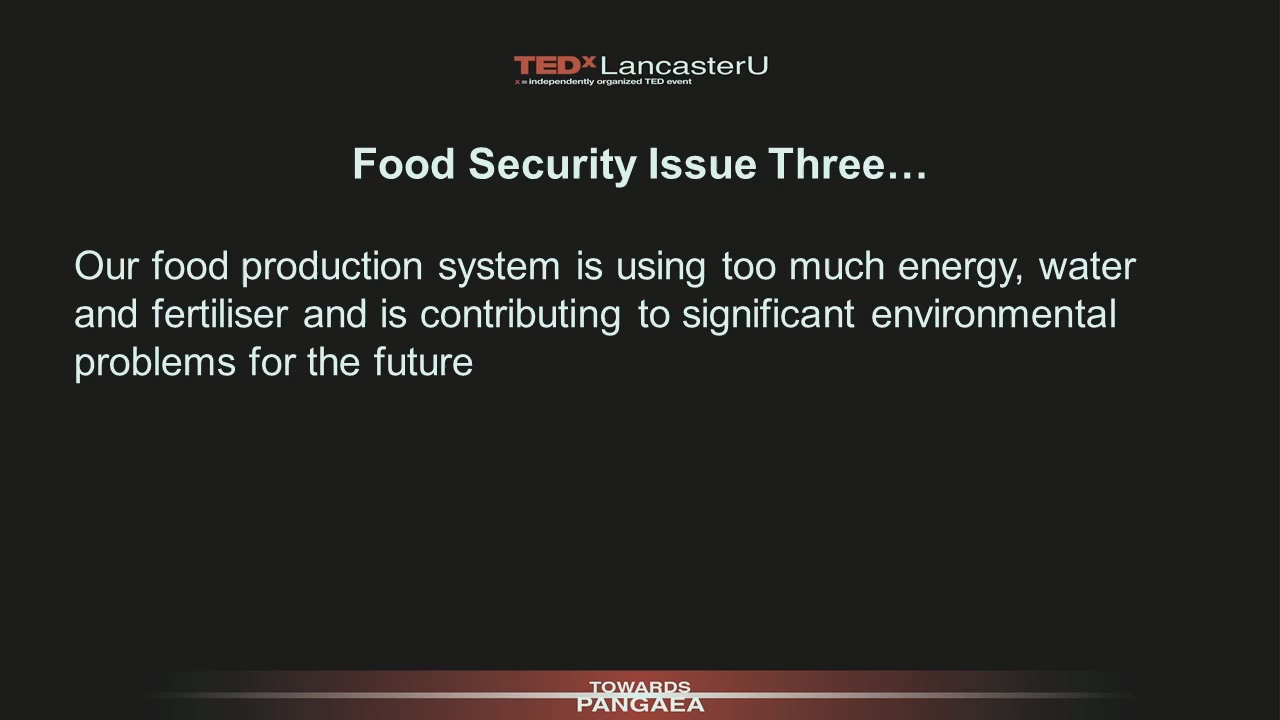 TEDx LancasterU
x = independently organized TED event
Food Security Issue Three…
Our food production system is using too much energy, water
and fertiliser and is contributing to significant environmental
problems for the future
TOWARDS
PANGAEA